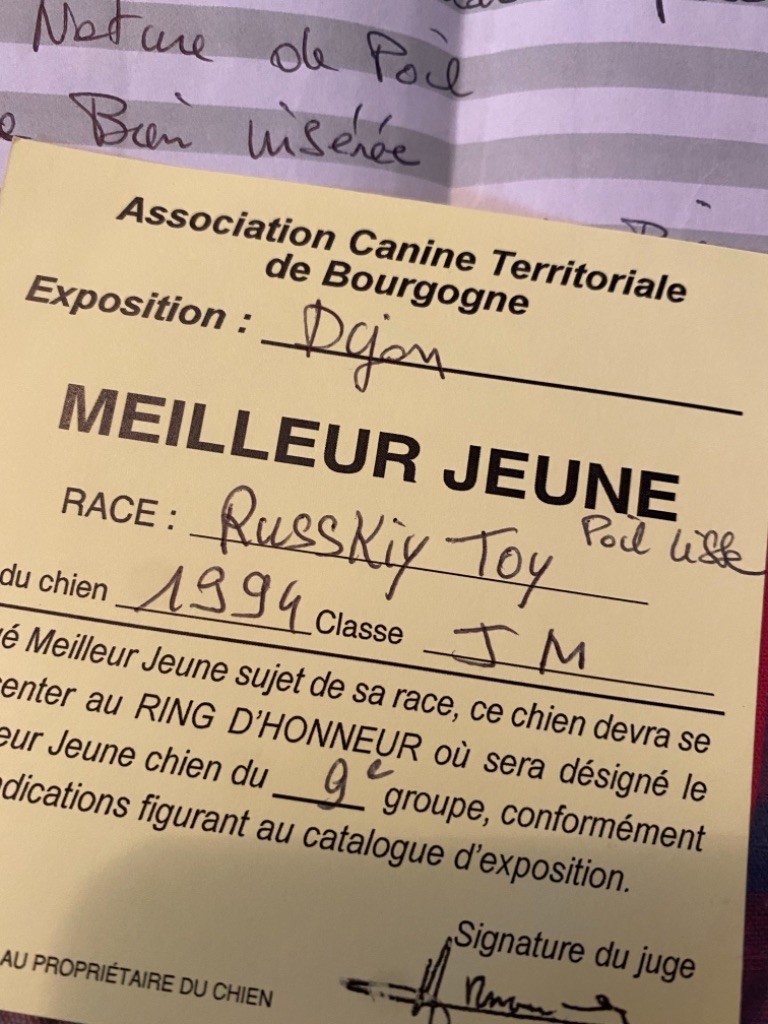 Nature de Poil
Bien insérée
Association Canine Territoriale
de Bourgogne
Exposition : Dijon
MEILLEUR JEUNE
RACE : Russkiy Toy Poil lisse
du chien 1994 Classe J M
é Meilleur Jeune sujet de sa race, ce chien devra se
enter au RING D'HONNEUR où sera désigné le
eur Jeune chien du 9e groupe, conformément
dications figurant au catalogue d'exposition.
Signature du juge
AU PROPRIÉTAIRE DU CHIEN